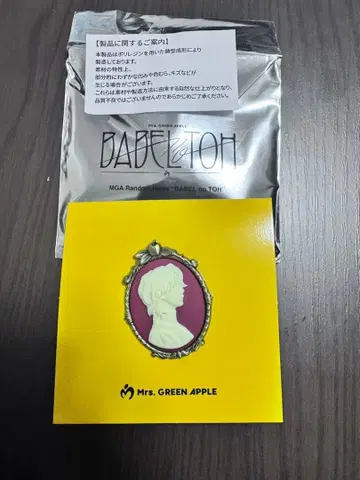 【製品に関するご案内】
本製品はポリレジンを用いた鋳型成形により
製造しております。
素材の特性上、
部分的にわずかな凹みや色むら、キズなどが
生じる場合がございます。
これらは素材や製造方法に由来する自然な仕上がりとなり、
品質不良ではございませんのであらかじめご了承ください。
Mrs. GREEN APPLE
BABEL no TOH
MGA Random Relief "BABEL no TOH"
Mrs. GREEN APPLE